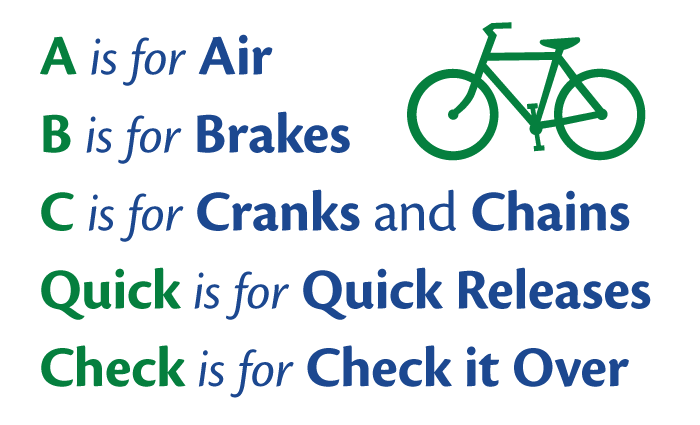 A is for Air
B is for Brakes
C is for Cranks and Chains
Quick is for Quick Releases
Check is for Check it Over